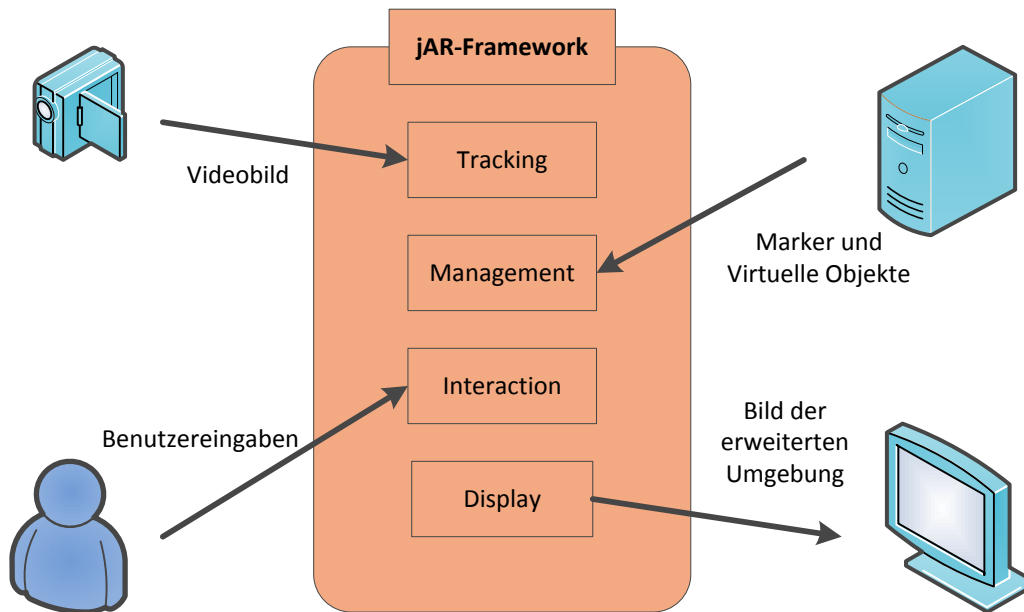 jAR-Framework
Tracking
Videobild
Management
Marker und
Virtuelle Objekte
Interaction
Benutzereingaben
Bild der
erweiterten
Umgebung
Display